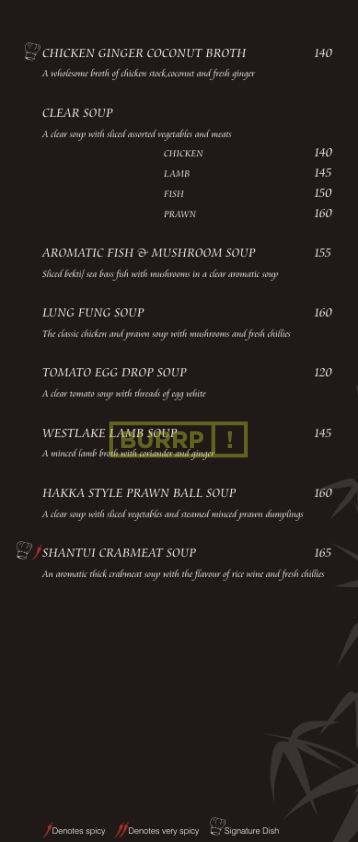 CHICKEN GINGER COCONUT BROTH 140
A wholesome broth of chicken stock,coconut and fresh ginger
CLEAR SOUP
A clear soup with sliced assorted vegetables and meats
CHICKEN 140
LAMB 145
FISH 150
PRAWN 160
AROMATIC FISH & MUSHROOM SOUP 155
Sliced bekti/ sea bass fish with mushrooms in a clear aromatic soup
LUNG FUNG SOUP 160
The classic chicken and prawn soup with mushrooms and fresh chillies
TOMATO EGG DROP SOUP 120
A clear tomato soup with threads of egg white
WESTLAKE LAMB SOUP 145
BURRP !
A minced lamb broth with coriander and ginger
HAKKA STYLE PRAWN BALL SOUP 160
A clear soup with sliced vegetables and steamed minced prawn dumplings
SHANTUI CRABMEAT SOUP 165
An aromatic thick crabmeat soup with the flavour of rice wine and fresh chillies
Denotes spicy Denotes very spicy Signature Dish